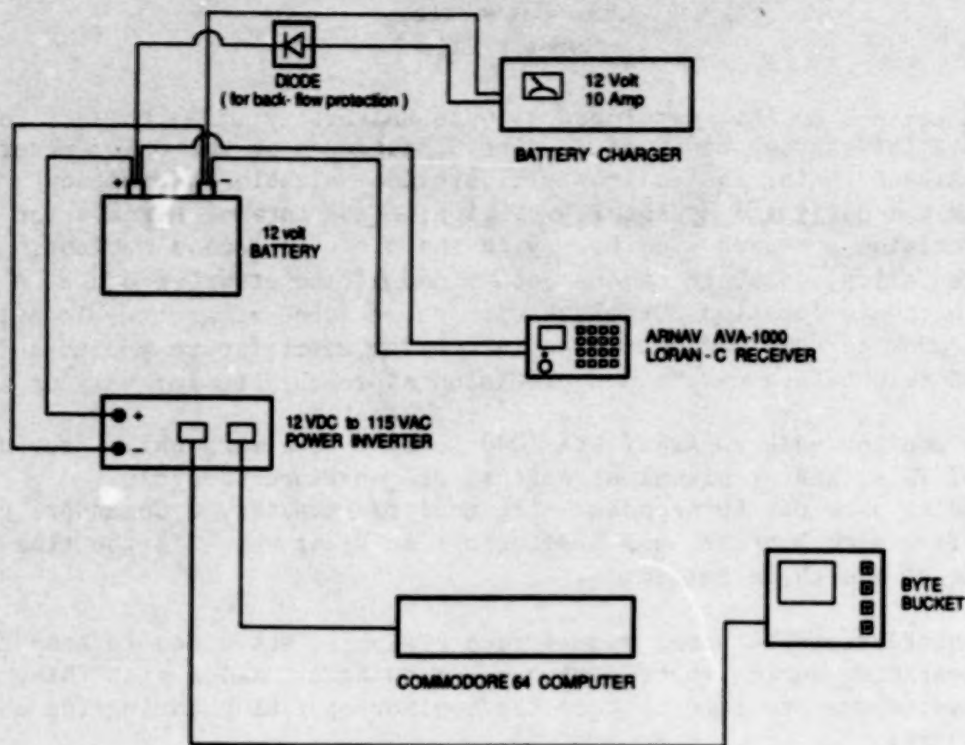 DIODE
( for back- flow protection )
12 Volt
10 Amp
BATTERY CHARGER
+ -
12 volt
BATTERY
ARNAV AVA-1000
LORAN - C RECEIVER
+
-
12 VDC to 115 VAC
POWER INVERTER
BYTE
BUCKET
COMMODORE 64 COMPUTER